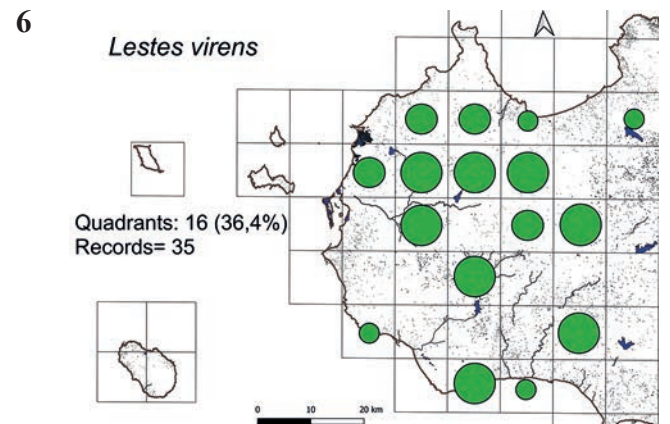 6
Lestes virens
Quadrants: 16 (36,4%)
Records= 35
0 10 20 km